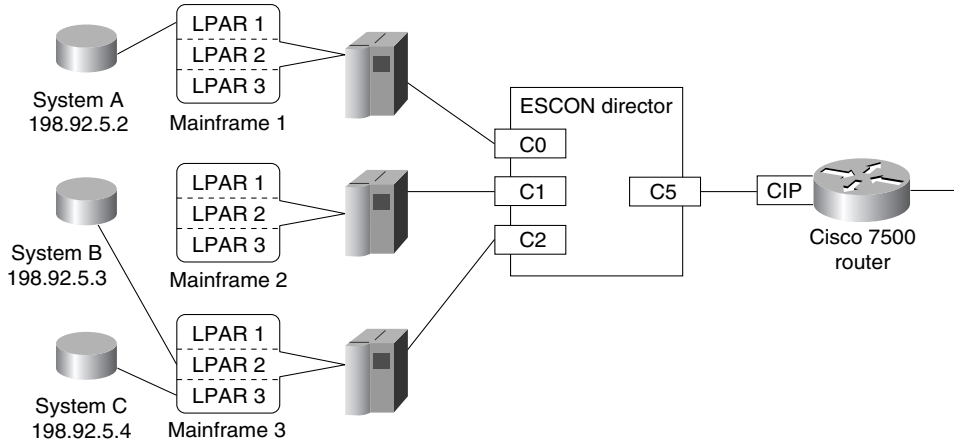 System A
198.92.5.2
LPAR 1
LPAR 2
LPAR 3
Mainframe 1
System B
198.92.5.3
LPAR 1
LPAR 2
LPAR 3
Mainframe 2
System C
198.92.5.4
LPAR 1
LPAR 2
LPAR 3
Mainframe 3
ESCON director
C0
C1
C2
C5
CIP
Cisco 7500
router